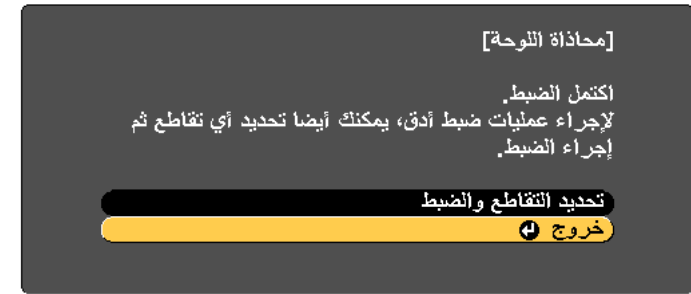 [محاذاة اللوحة]
اكتمل الضبط.
لإجراء عمليات ضبط أدق، يمكنك أيضا تحديد أي تقاطع ثم
إجراء الضبط.
تحديد التقاطع والضبط
خروج